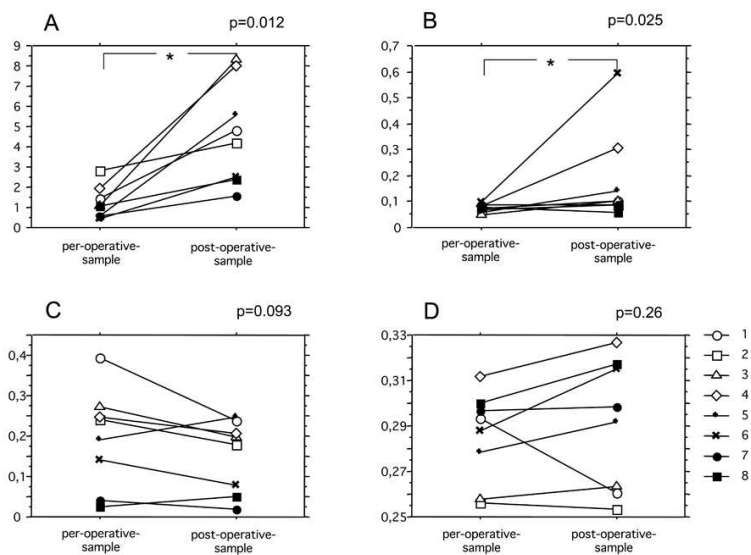 A
p=0.012
9
8
7
6
5
4
3
2
1
0
*
per-operative-
sample
post-operative-
sample
B
p=0.025
0,7
0,6
0,5
0,4
0,3
0,2
0,1
0
*
per-operative-
sample
post-operative-
sample
C
p=0.093
0,4
0,3
0,2
0,1
0
per-operative-
sample
post-operative-
sample
D
p=0.26
0,33
0,31
0,29
0,27
0,26
0,25
per-operative-
sample
post-operative-
sample
1
2
3
4
5
6
7
8